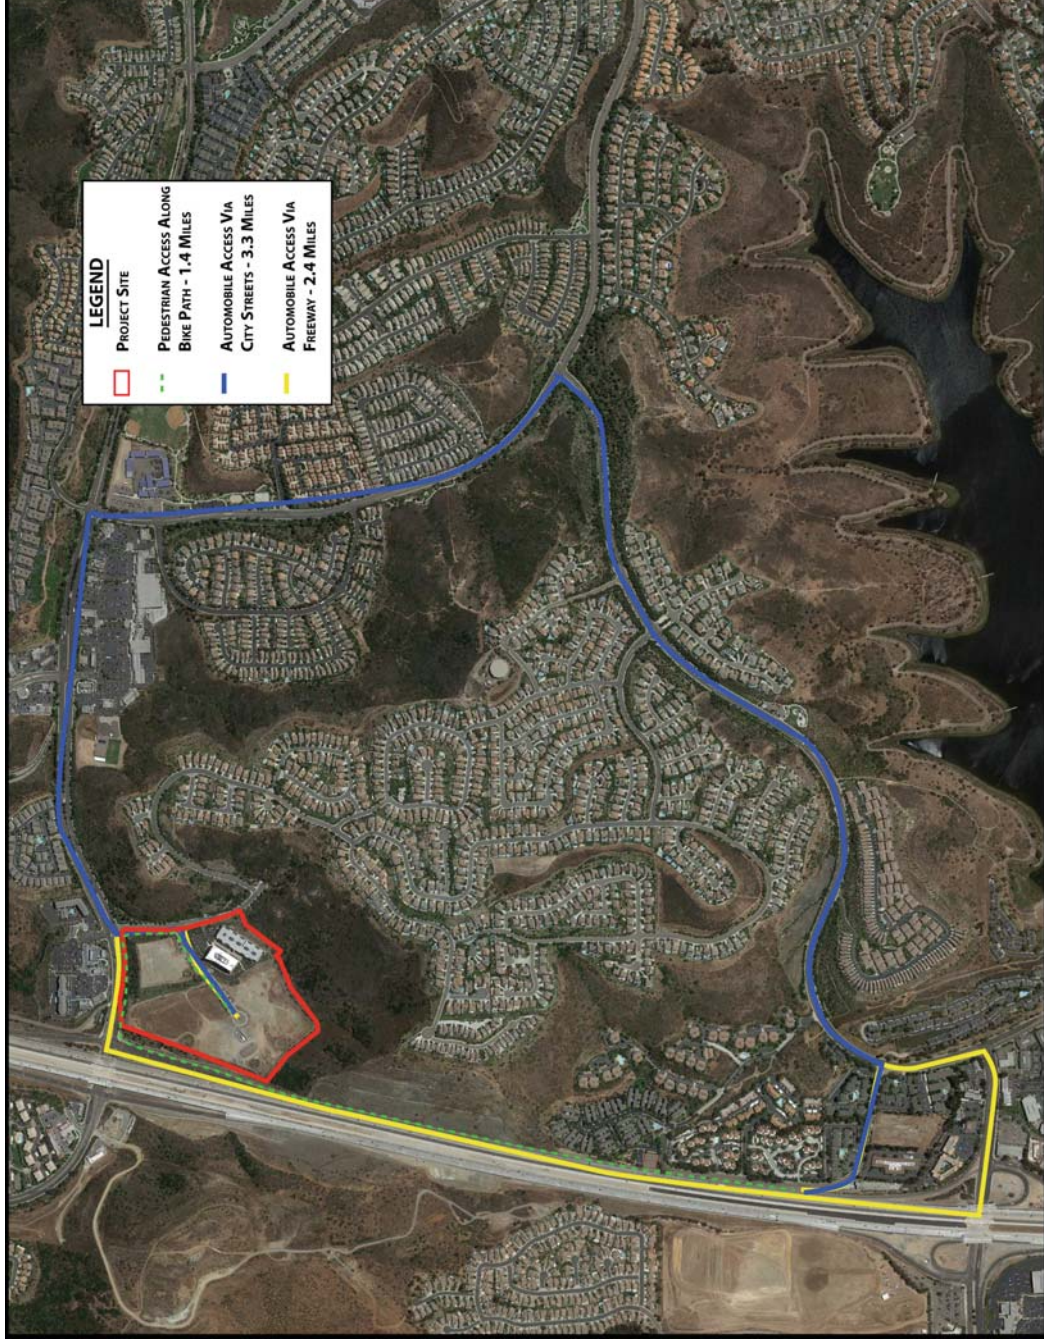 LEGEND
PROJECT SITE
PEDESTRIAN ACCESS ALONG
BIKE PATH - 1.4 MILES
AUTOMOBILE ACCESS VIA
CITY STREETS - 3.3 MILES
AUTOMOBILE ACCESS VIA
FREEWAY - 2.4 MILES